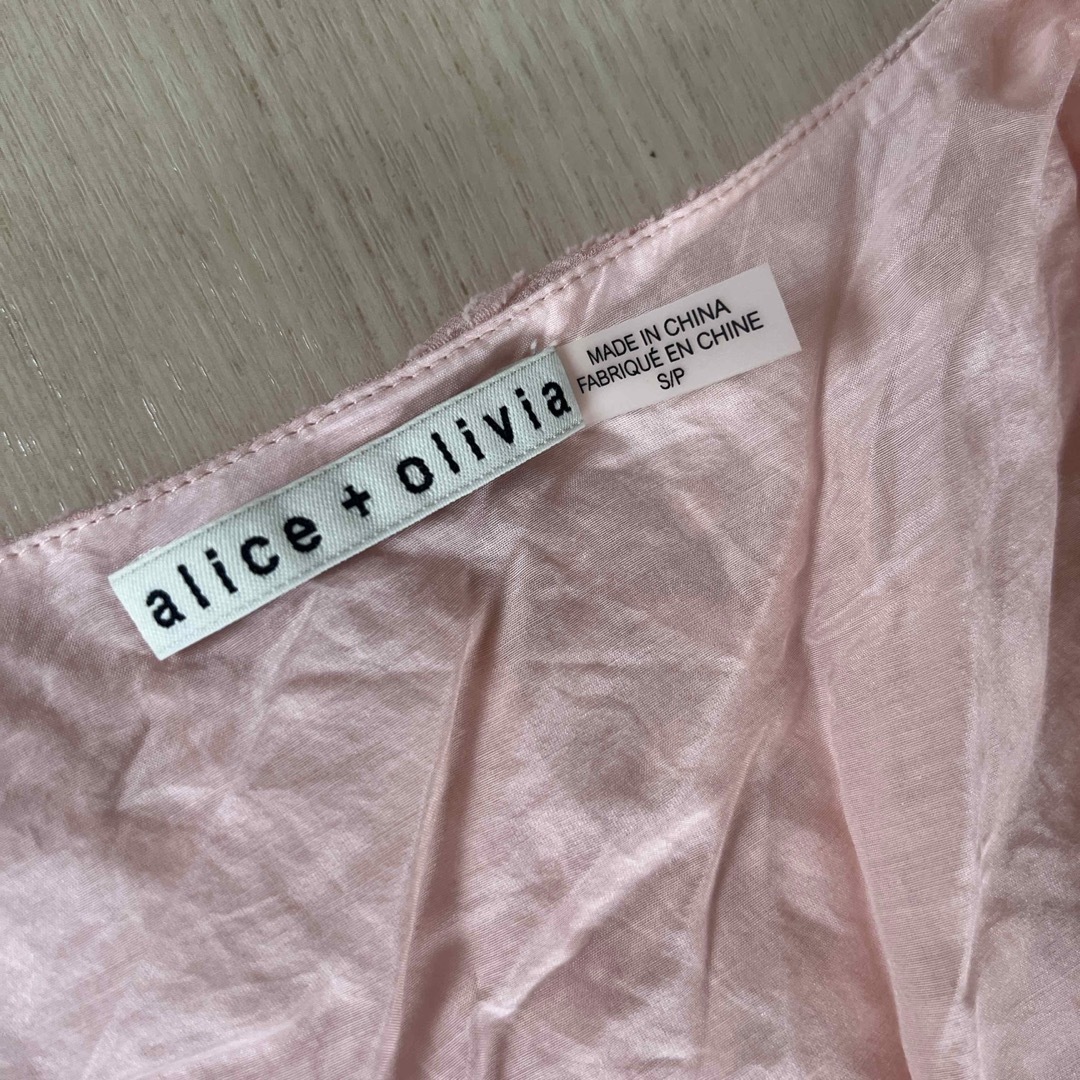 alice + olivia
MADE IN CHINA
FABRIQUÉ EN CHINE
S/P